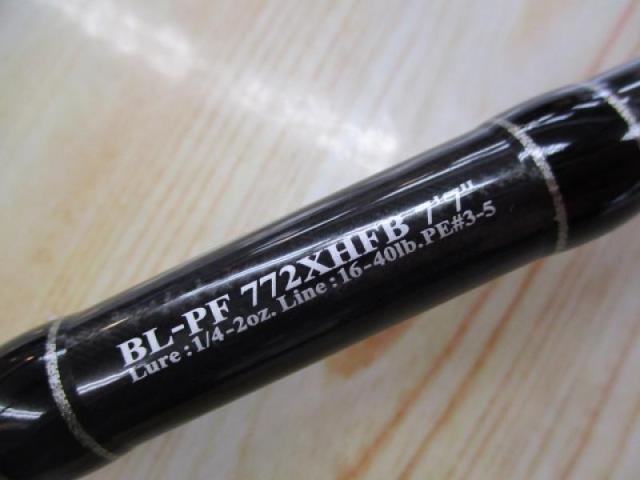 BL-PF 772XHFB 7'7"
Lure:1/4-2oz. Line:16-40lb.PE#3-5